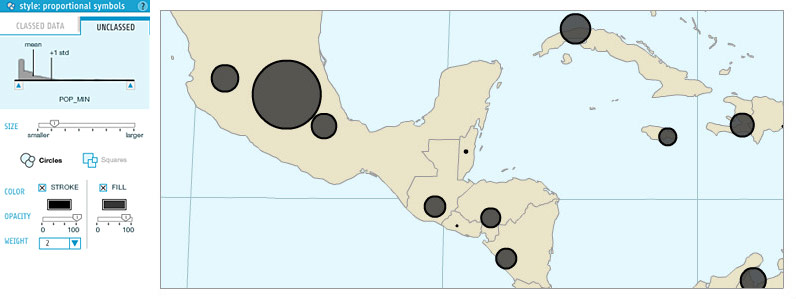 style: proportional symbols ?
CLASSED DATA UNCLASSED
mean
+1 std
POP_MIN
SIZE
smaller larger
Circles Squares
COLOR STROKE FILL
OPACITY
0 100 0 100
WEIGHT 2